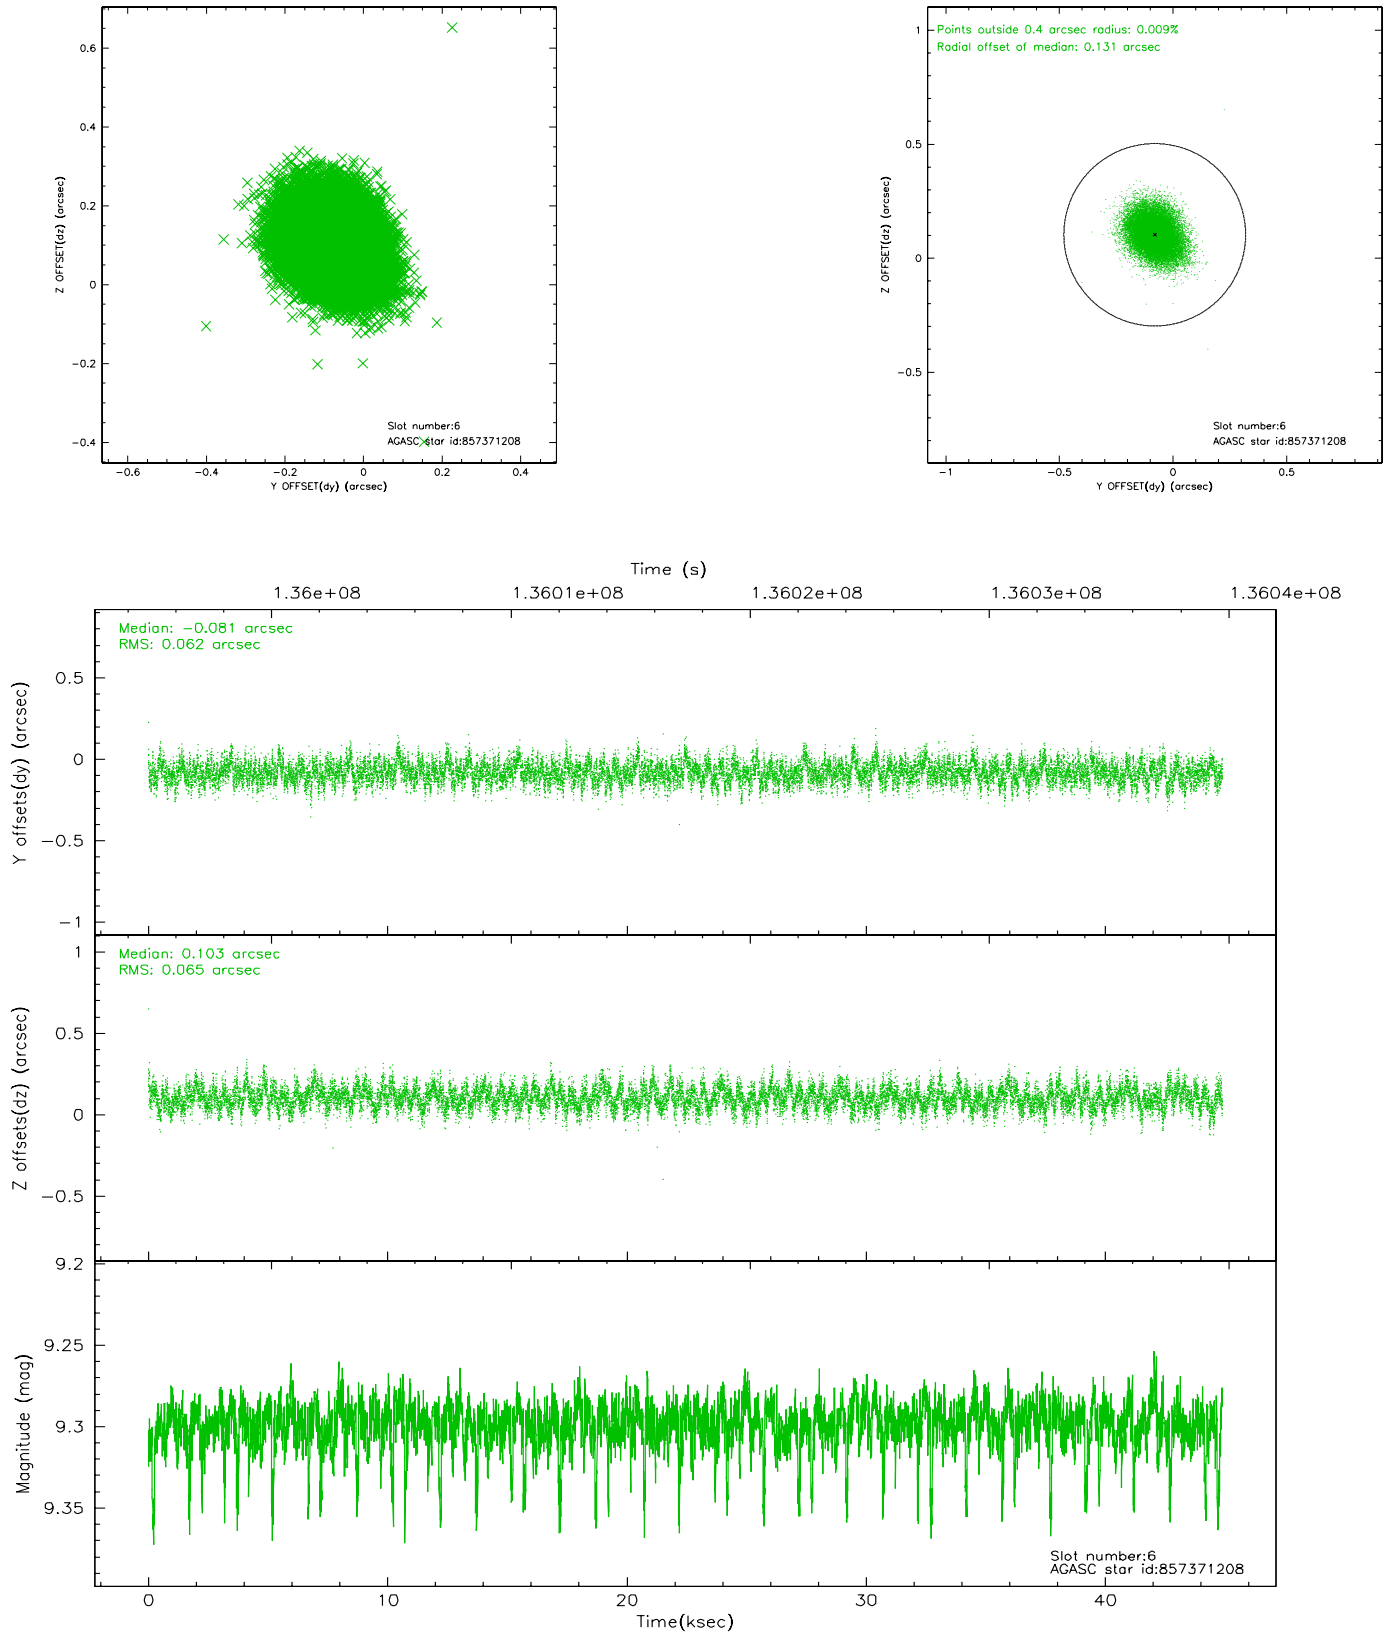 0.6
0.4
0.2
0
−0.2
−0.4
Z OFFSET(dz) (arcsec)
Slot number:6
AGASC star id:857371208
−0.6 −0.4 −0.2 0 0.2 0.4
Y OFFSET(dy) (arcsec)
Points outside 0.4 arcsec radius: 0.009%
Radial offset of median: 0.131 arcsec
1
0.5
0
−0.5
Z OFFSET(dz) (arcsec)
Slot number:6
AGASC star id:857371208
−1 −0.5 0 0.5
Y OFFSET(dy) (arcsec)
Time (s)
1.36e+08 1.3601e+08 1.3602e+08 1.3603e+08 1.3604e+08
Median: −0.081 arcsec
RMS: 0.062 arcsec
0.5
0
−0.5
−1
Y offsets(dy) (arcsec)
Median: 0.103 arcsec
RMS: 0.065 arcsec
1
0.5
0
−0.5
Z offsets(dz) (arcsec)
9.2
9.25
9.3
9.35
Magnitude (mag)
Slot number:6
AGASC star id:857371208
0 10 20 30 40
Time(ksec)